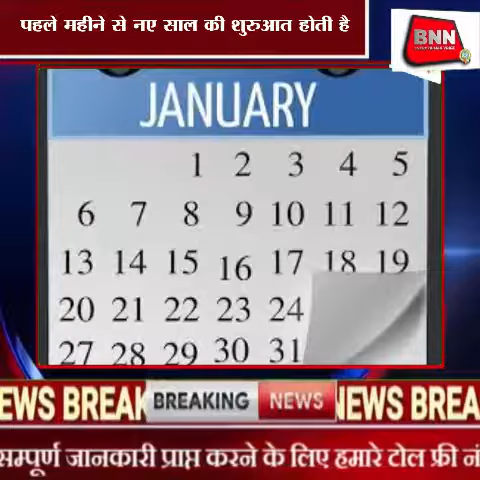 पहले महीने से नए साल की शुरुआत होती है
BNN
JANUARY
1 2 3 4 5
6 7 8 9 10 11 12
13 14 15 16 17 18 19
20 21 22 23 24
27 28 29 30 31
EWS BREAK BREAKING NEWS NEWS BREA
सम्पूर्ण जानकारी प्राप्त करने के लिए हमारे टोल फ्री नं